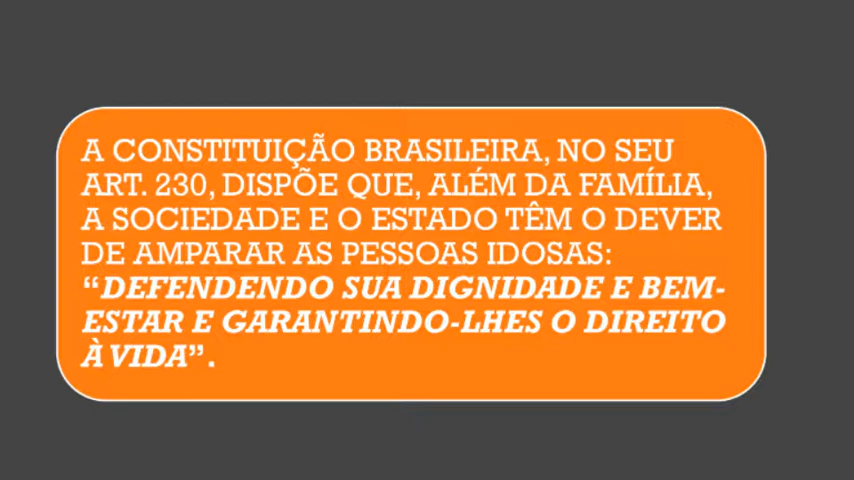 A CONSTITUIÇÃO BRASILEIRA, NO SEU
ART. 230, DISPÕE QUE, ALÉM DA FAMÍLIA,
A SOCIEDADE E O ESTADO TÊM O DEVER
DE AMPARAR AS PESSOAS IDOSAS:
“DEFENDENDO SUA DIGNIDADE E BEM-
ESTAR E GARANTINDO-LHES O DIREITO
À VIDA”.